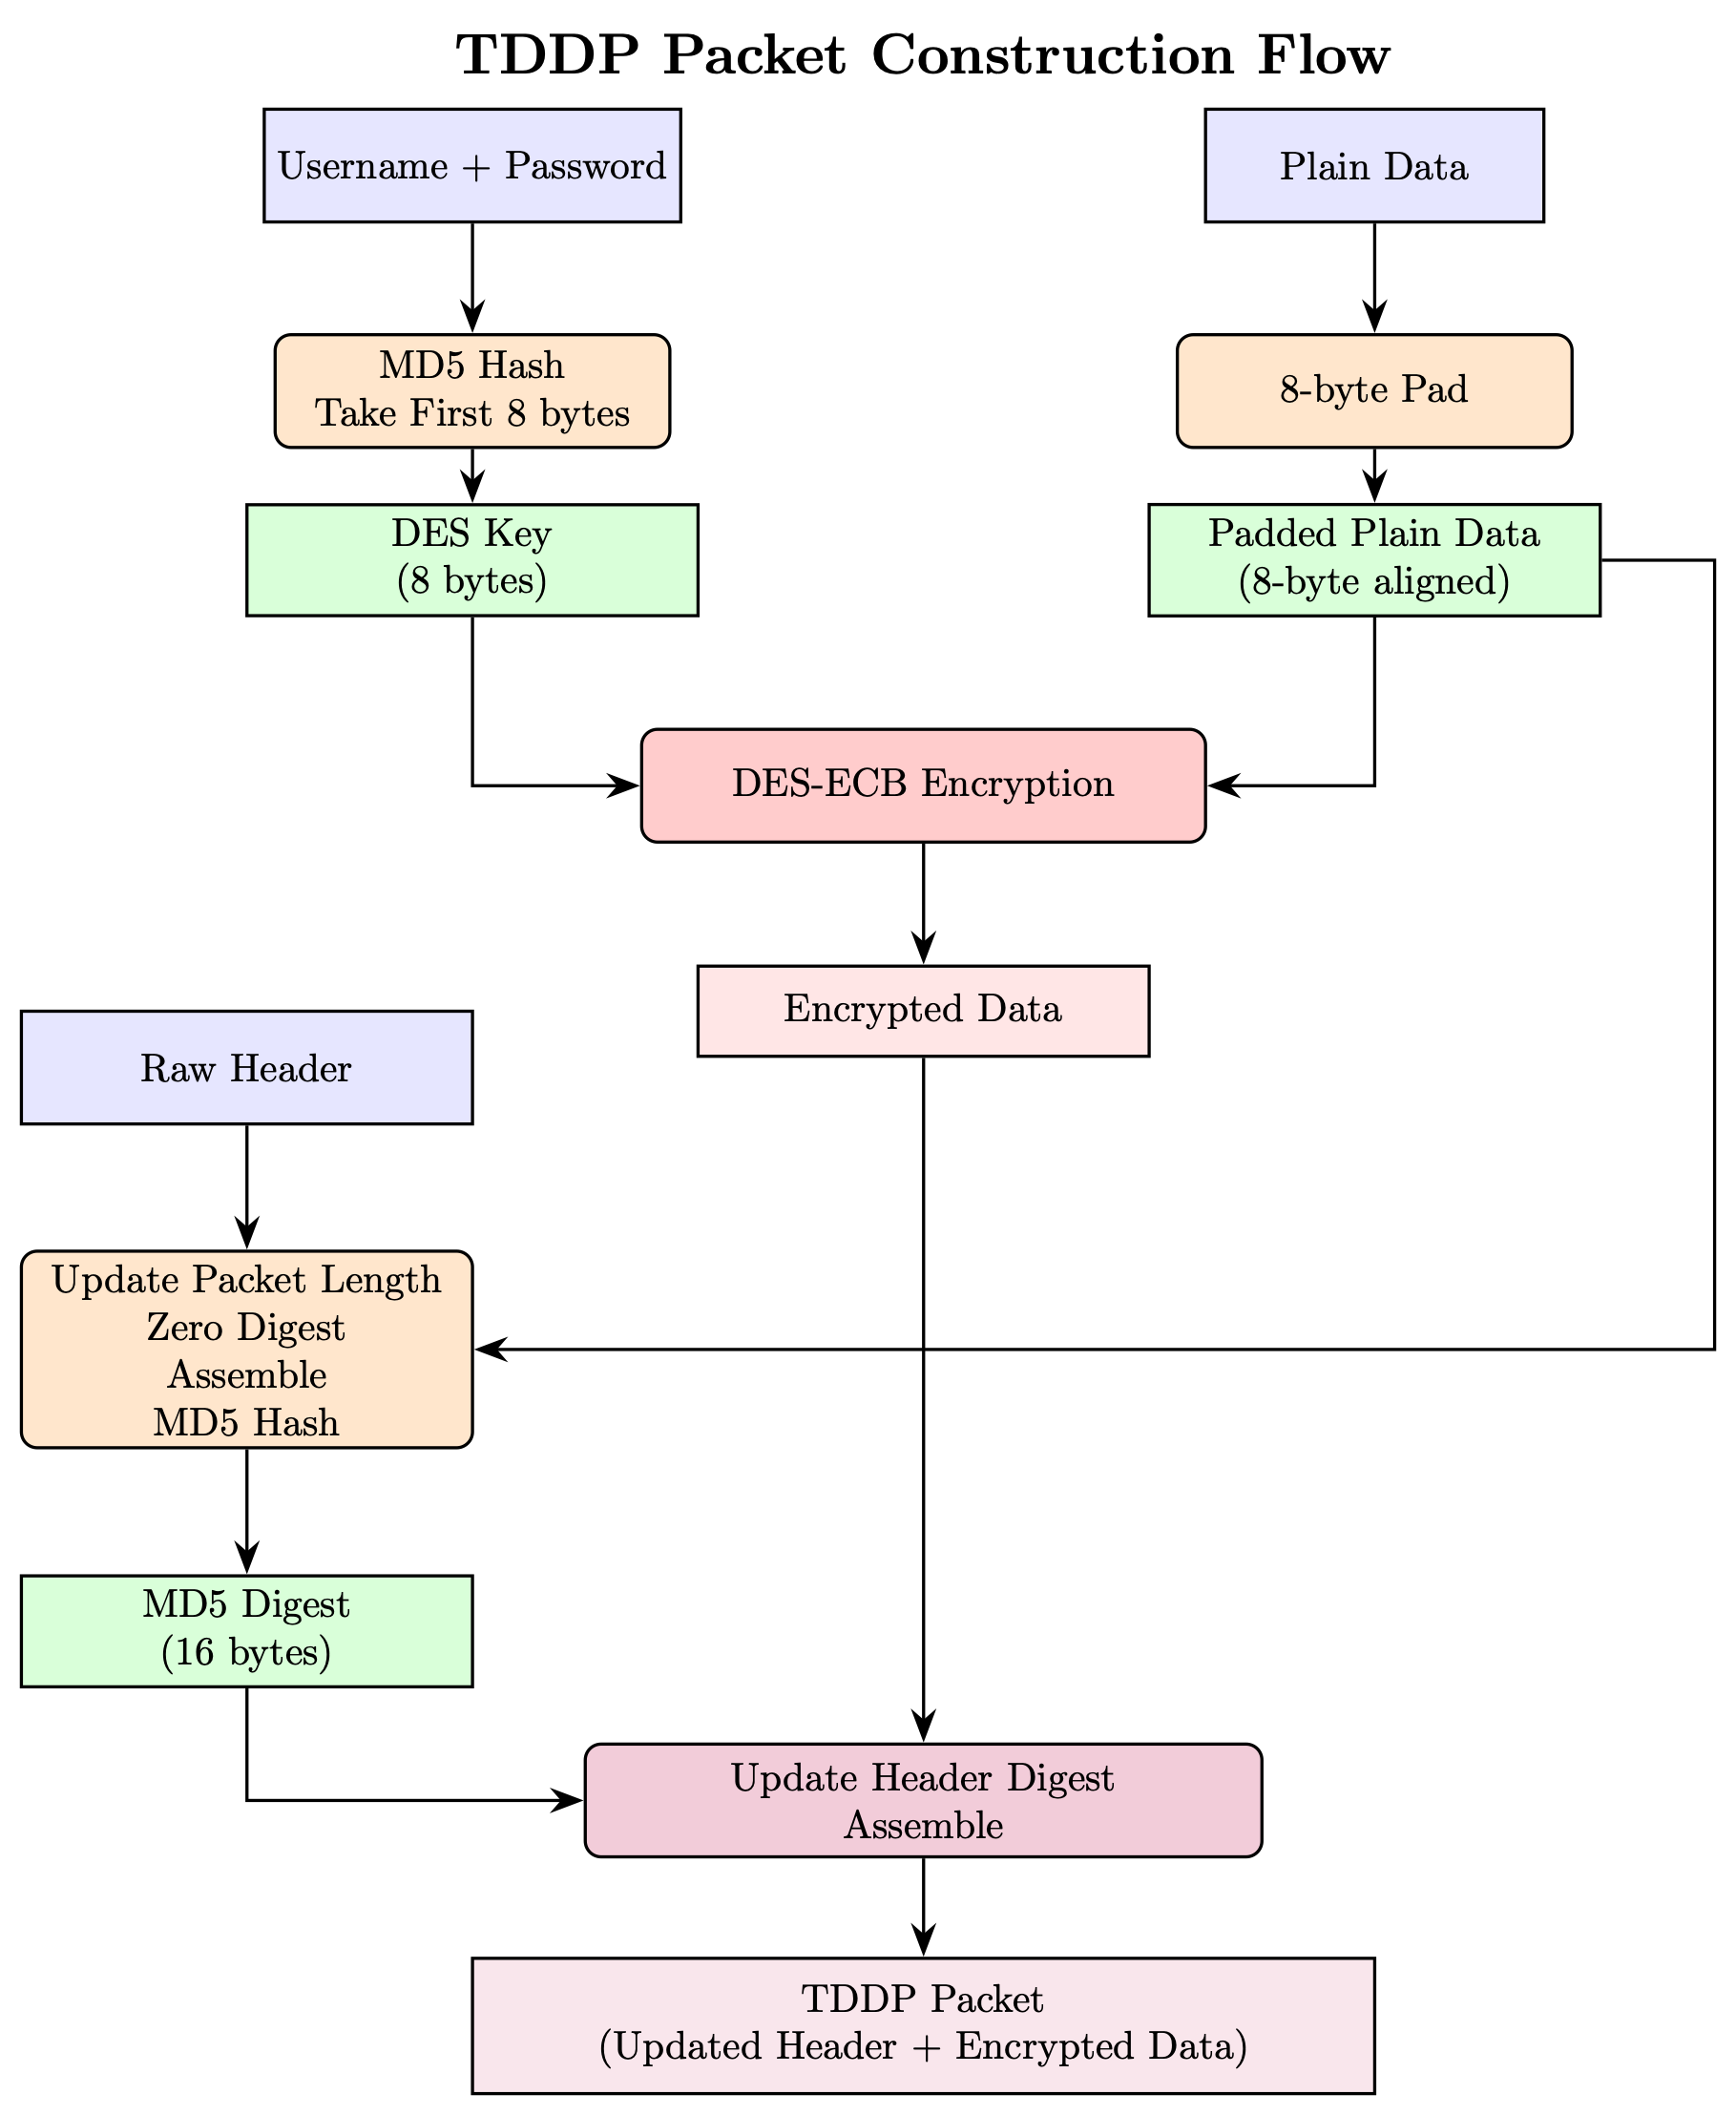 TDDP Packet Construction Flow
Username + Password
Plain Data
MD5 Hash
Take First 8 bytes
8-byte Pad
DES Key
(8 bytes)
Padded Plain Data
(8-byte aligned)
DES-ECB Encryption
Encrypted Data
Raw Header
Update Packet Length
Zero Digest
Assemble
MD5 Hash
MD5 Digest
(16 bytes)
Update Header Digest
Assemble
TDDP Packet
(Updated Header + Encrypted Data)